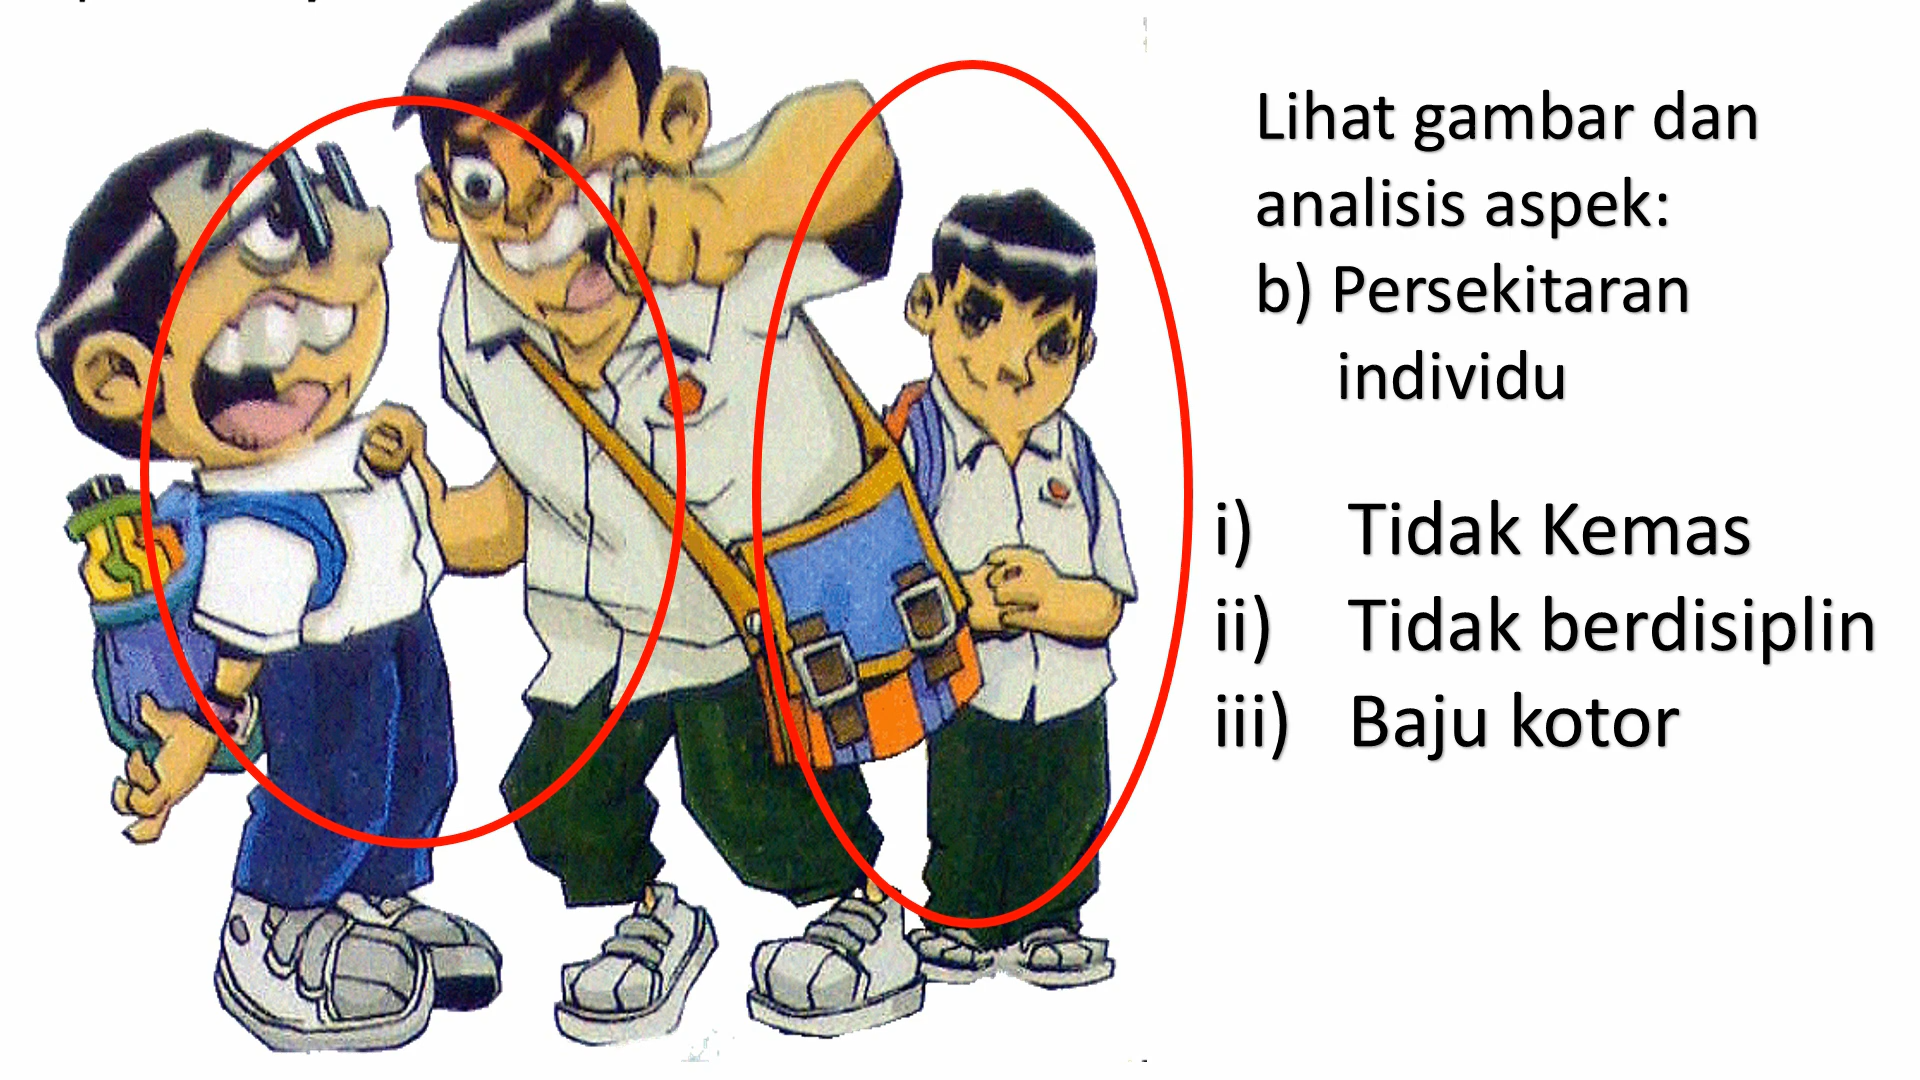 Lihat gambar dan
analisis aspek:
b) Persekitaran
individu
i) Tidak Kemas
ii) Tidak berdisiplin
iii) Baju kotor